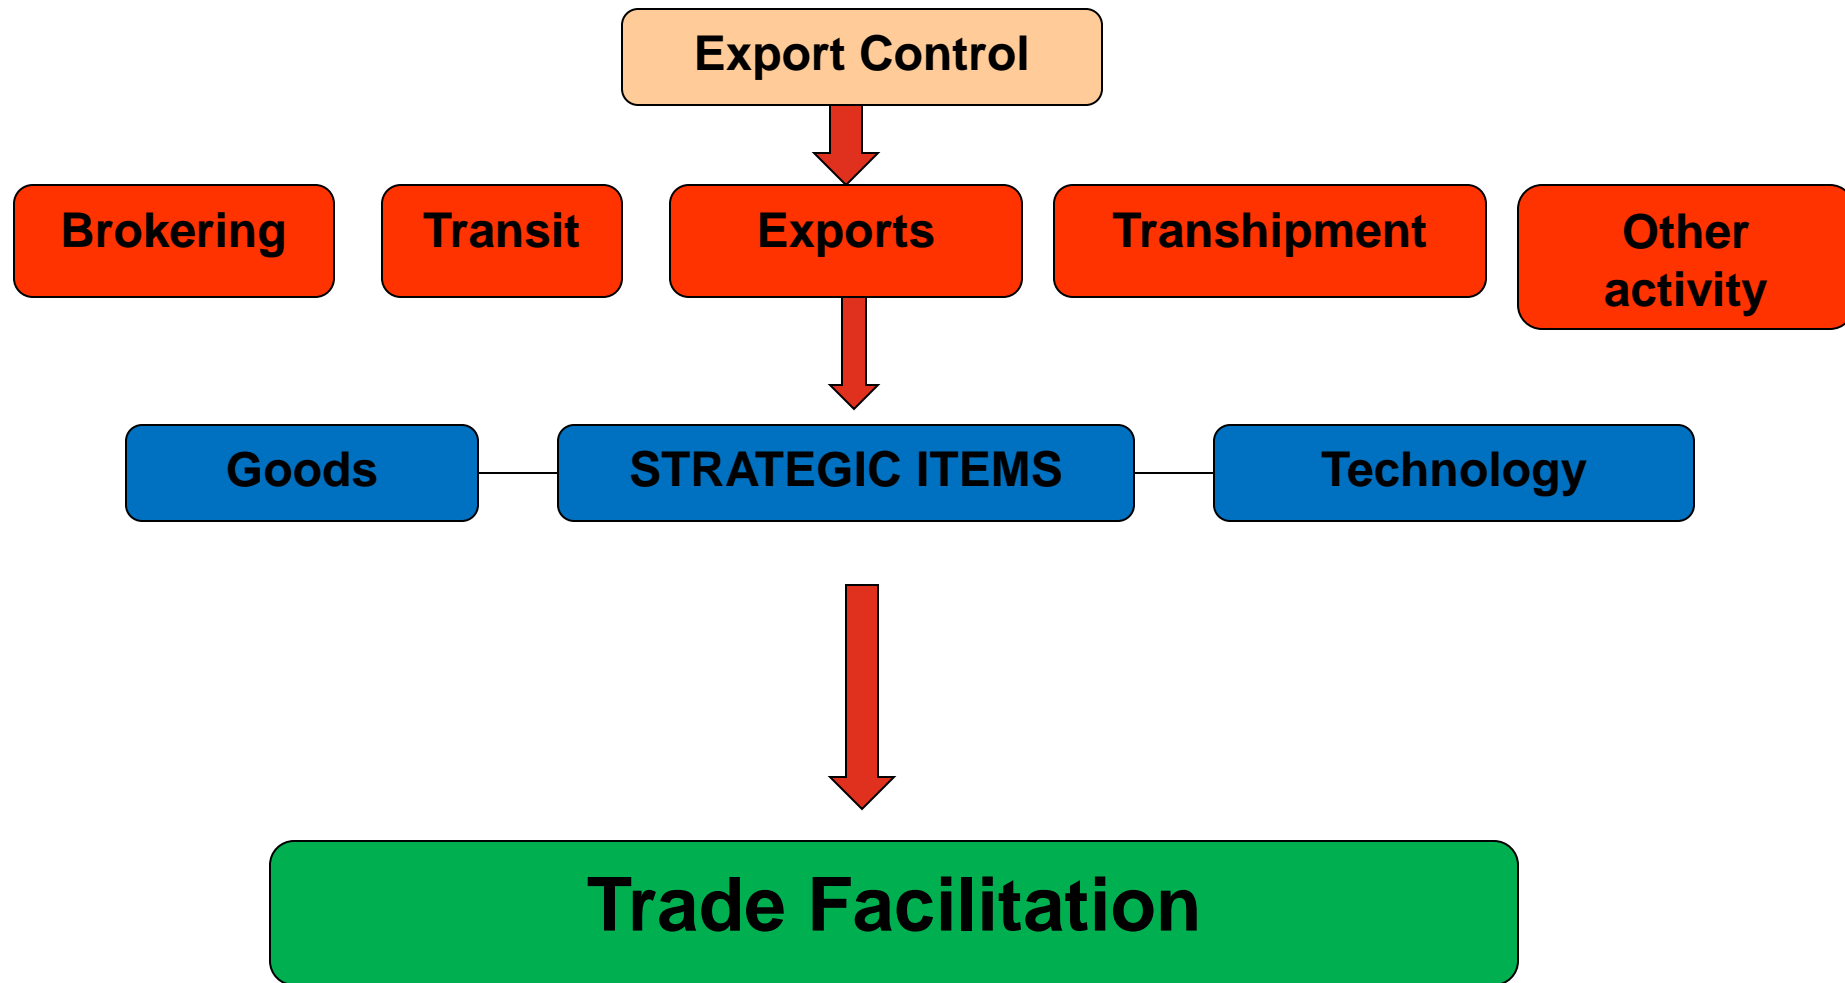 Export Control
Brokering
Transit
Exports
Transhipment
Other
activity
Goods
STRATEGIC ITEMS
Technology
Trade Facilitation